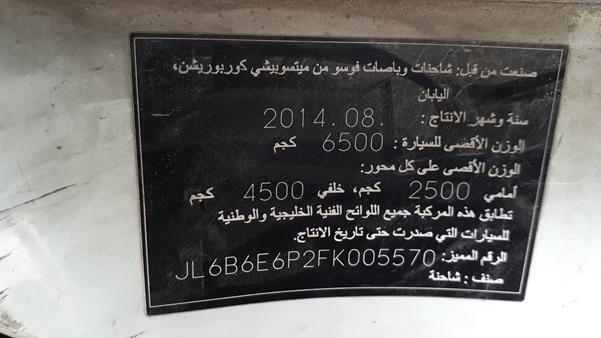 صنعت من قبل: شاحنات وباصات فوسو من ميتسوبيشي كوربوريشن،
اليابان
سنة وشهر الانتاج : 2014.08.
الوزن الأقصى للسيارة : 6500 كجم
الوزن الأقصى على كل محور:
أمامي 2500 كجم، خلفي 4500 كجم
تطابق هذه المركبة جميع اللوائح الفنية الخليجية والوطنية
للسيارات التي صدرت حتى تاريخ الانتاج.
الرقم المميز: JL6B6E6P2FK005570
صنف : شاحنة